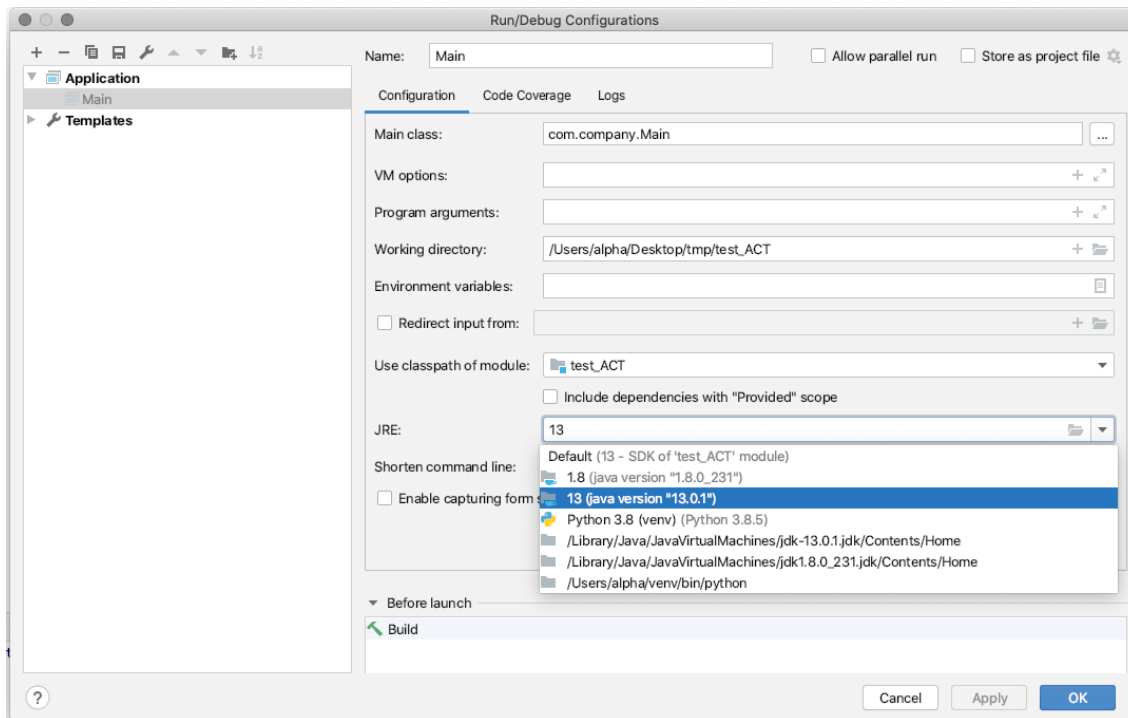 Run/Debug Configurations
Application
Main
Templates
Name: Main Allow parallel run Store as project file
Configuration Code Coverage Logs
Main class: com.company.Main ...
VM options:
Program arguments:
Working directory: /Users/alpha/Desktop/tmp/test_ACT
Environment variables:
Redirect input from:
Use classpath of module: test_ACT
Include dependencies with "Provided" scope
JRE: 13
Default (13 - SDK of 'test_ACT' module)
Shorten command line:
1.8 (java version "1.8.0_231")
Enable capturing form s
13 (java version "13.0.1")
Python 3.8 (venv) (Python 3.8.5)
/Library/Java/JavaVirtualMachines/jdk-13.0.1.jdk/Contents/Home
/Library/Java/JavaVirtualMachines/jdk1.8.0_231.jdk/Contents/Home
/Users/alpha/venv/bin/python
Before launch
Build
? Cancel Apply OK